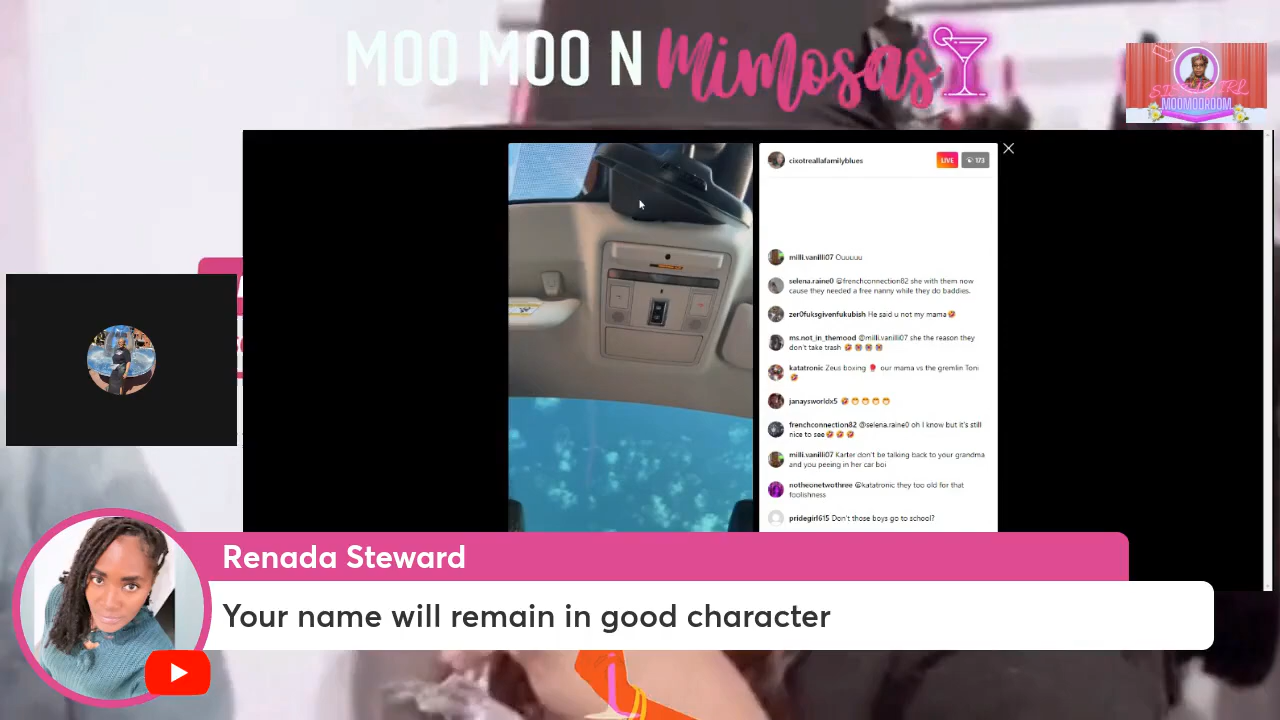 MOO MOO N Mimosas
MOOMOOROOM
cixotreallafamilyblues
LIVE
173
milli.vanilli07 Ouuuuu
selena.raine0 @frenchconnection82 she with them now
cause they needed a free nanny while they do baddies.
zer0fuksgivenfukubish He said u not my mama🤣
ms.not_in_themood @milli.vanilli07 she the reason they
don't take trash 🤣 😭 😭 😭
katatronic Zeus boxing 🥊 our mama vs the gremlin Toni
🤣
janaysworldx5 🤣 😁 😁 😁 😁
frenchconnection82 @selena.raine0 oh I know but it's still
nice to see🤣 🤣 🤣
milli.vanilli07 Karter don't be talking back to your grandma
and you peeing in her car boi
notheonetwothree @katatronic they too old for that
foolishness
pridegirl615 Don't those boys go to school?
Renada Steward
Your name will remain in good character